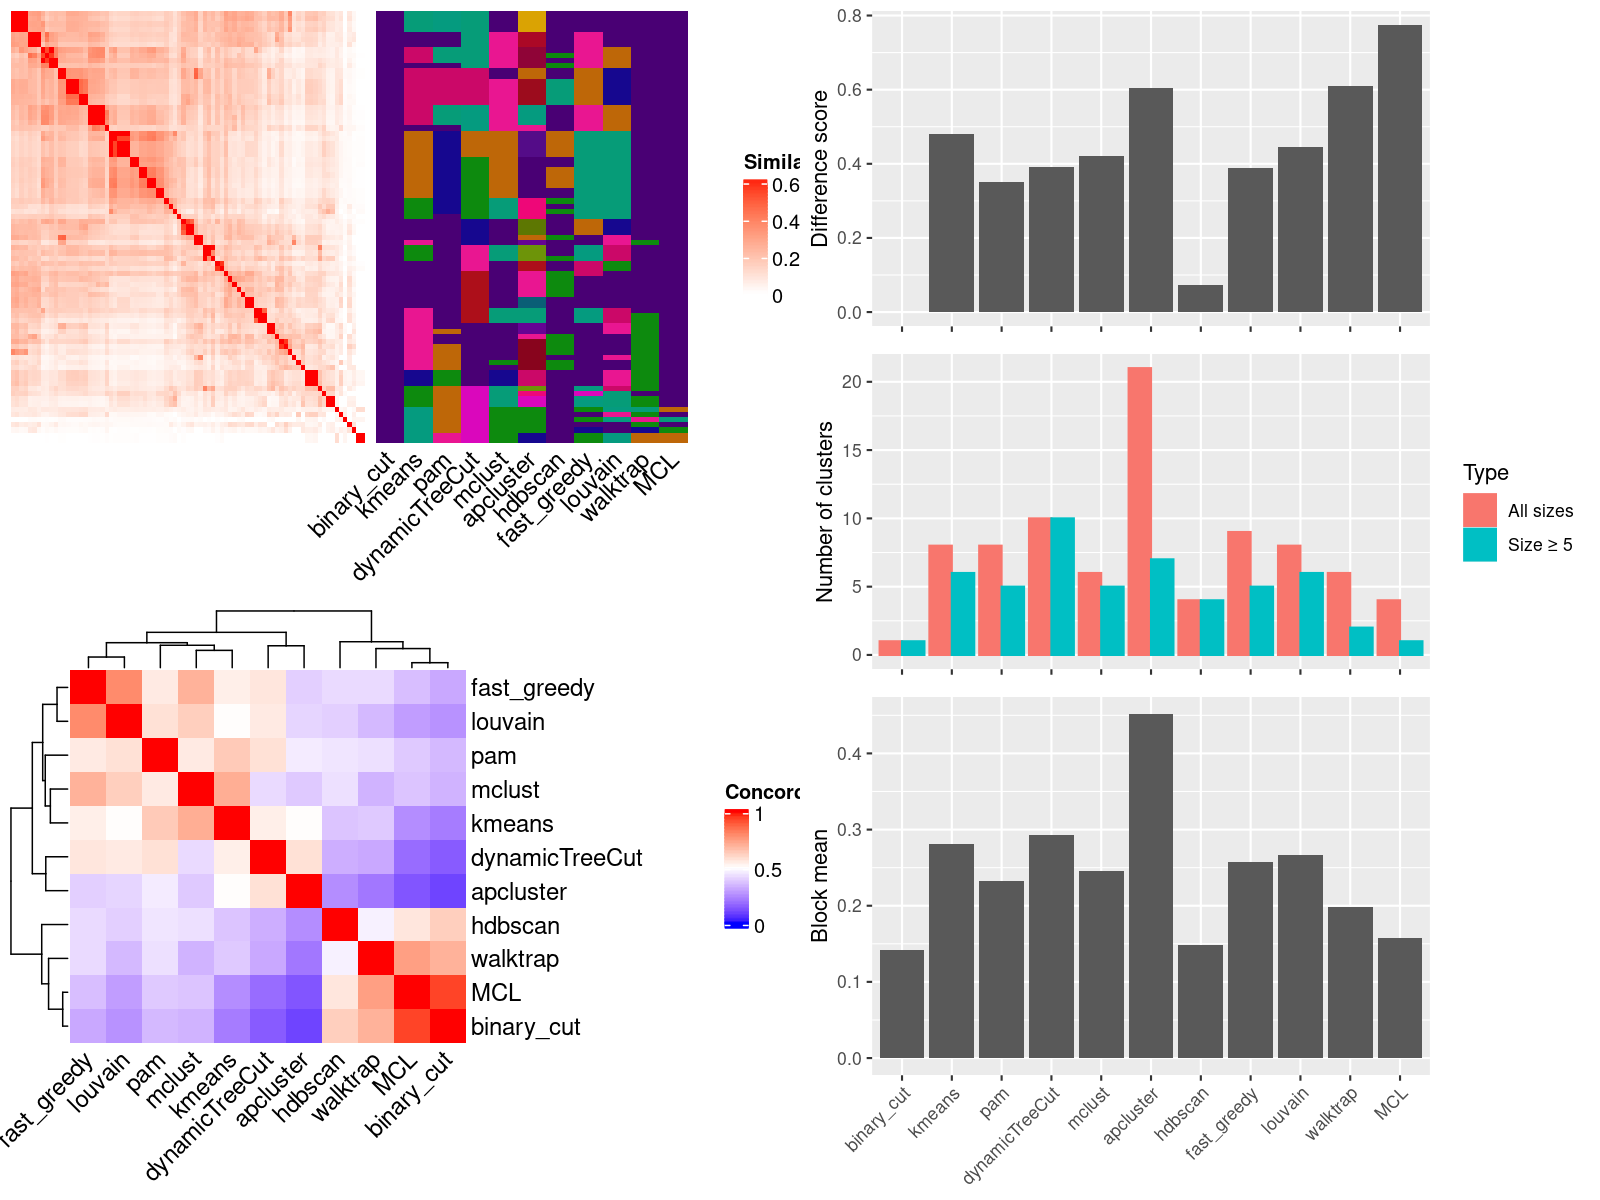 Simila
0.6
0.4
0.2
0
binary_cut
kmeans
pam
dynamicTreeCut
mclust
apcluster
hdbscan
fast_greedy
louvain
walktrap
MCL
Difference score
0.8
0.6
0.4
0.2
0.0
Number of clusters
20
15
10
5
0
Type
All sizes
Size ≥ 5
fast_greedy
louvain
pam
mclust
kmeans
dynamicTreeCut
apcluster
hdbscan
walktrap
MCL
binary_cut
fast_greedy
louvain
pam
mclust
kmeans
dynamicTreeCut
apcluster
hdbscan
walktrap
MCL
binary_cut
Concord
1
0.5
0
Block mean
0.4
0.3
0.2
0.1
0.0
binary_cut
kmeans
pam
dynamicTreeCut
mclust
apcluster
hdbscan
fast_greedy
louvain
walktrap
MCL